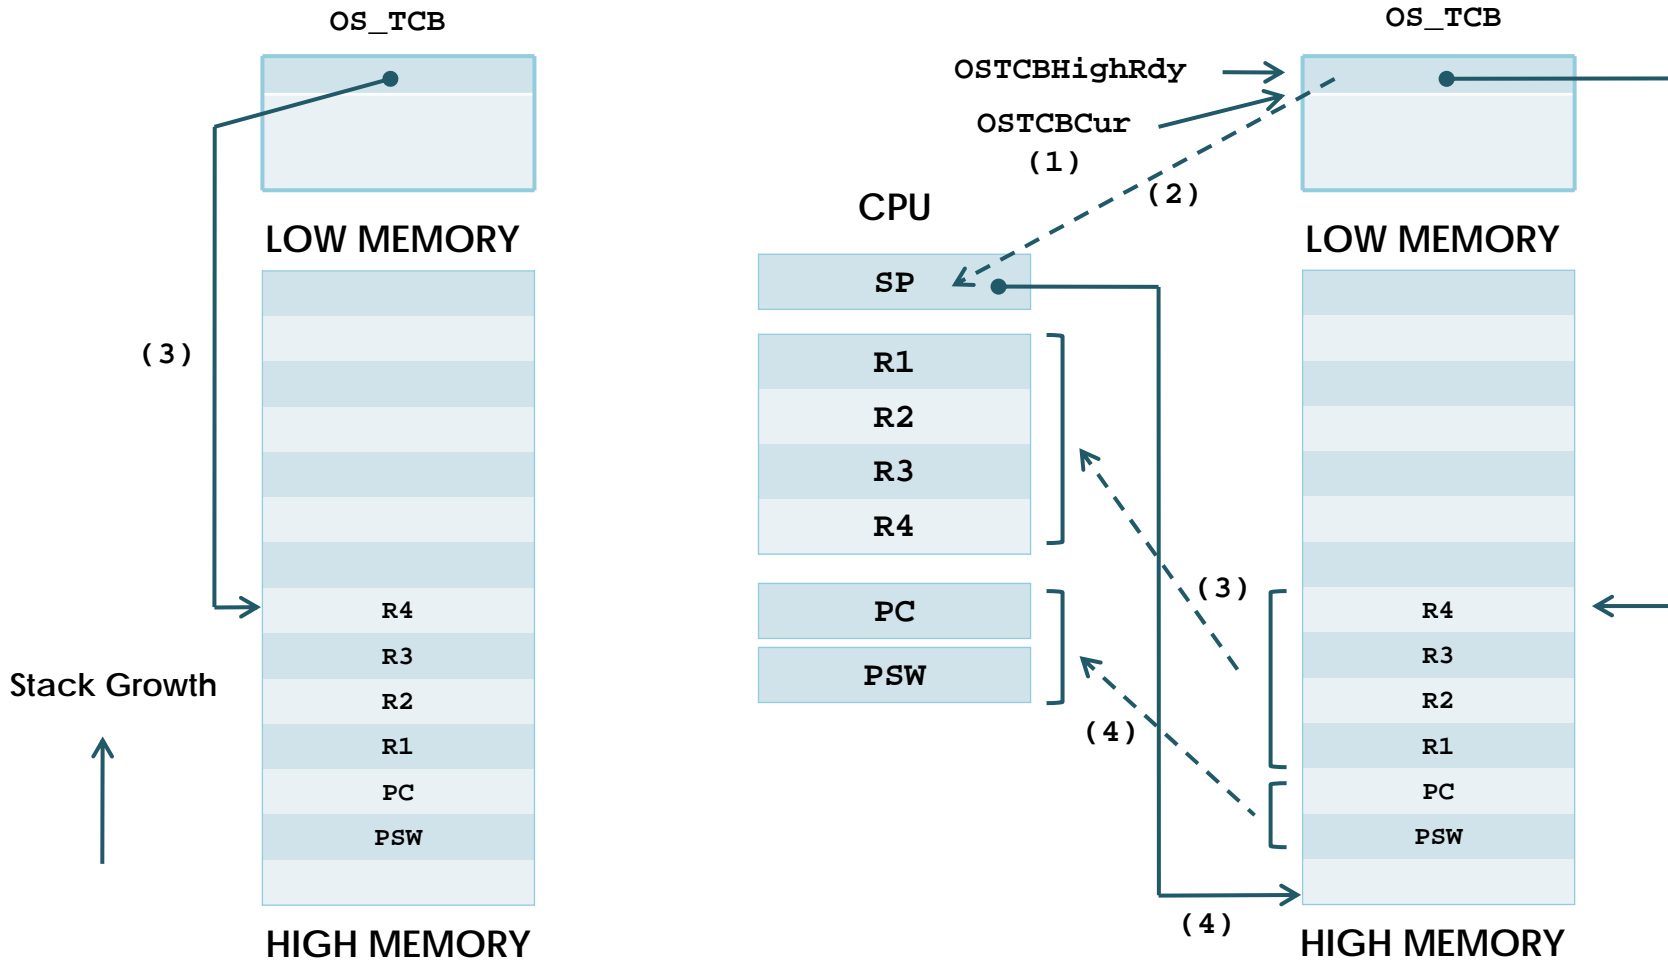 OS_TCB
LOW MEMORY
(3)
R4
R3
R2
R1
PC
PSW
HIGH MEMORY
Stack Growth
CPU
SP
R1
R2
R3
R4
PC
PSW
OSTCBHighRdy
OSTCBCur
(1)
(2)
(3)
(4)
(4)
OS_TCB
LOW MEMORY
R4
R3
R2
R1
PC
PSW
HIGH MEMORY